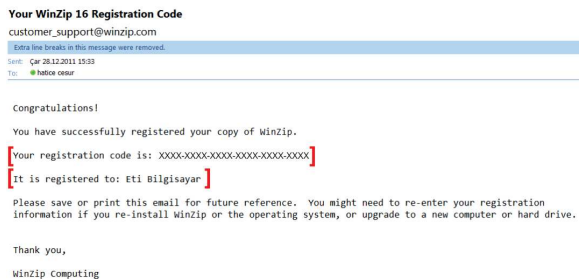 Your WinZip 16 Registration Code
customer_support@winzip.com
Extra line breaks in this message were removed.
Sent: Çar 28.12.2011 15:33
To: hatice cesur
Congratulations!
You have successfully registered your copy of WinZip.
Your registration code is: XXXX-XXXX-XXXX-XXXX-XXXX-XXXX
It is registered to: Eti Bilgisayar
Please save or print this email for future reference. You might need to re-enter your registration
information if you re-install WinZip or the operating system, or upgrade to a new computer or hard drive.
Thank you,
WinZip Computing